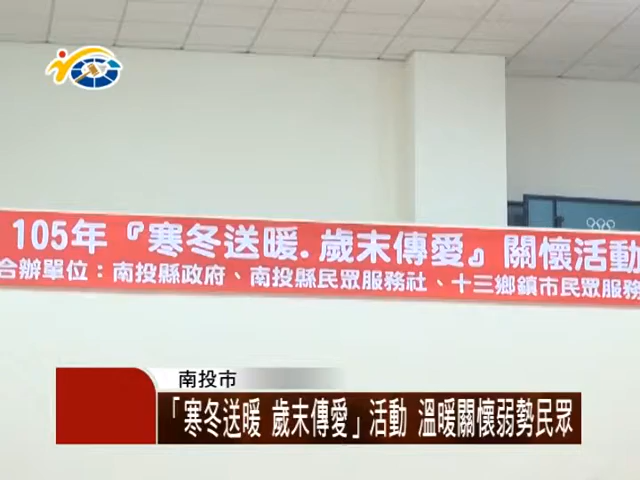 105年『寒冬送暖.歲末傳愛』關懷活動
合辦單位：南投縣政府、南投縣民眾服務社、十三鄉鎮市民眾服務
南投市
「寒冬送暖 歲末傳愛」活動 溫暖關懷弱勢民眾